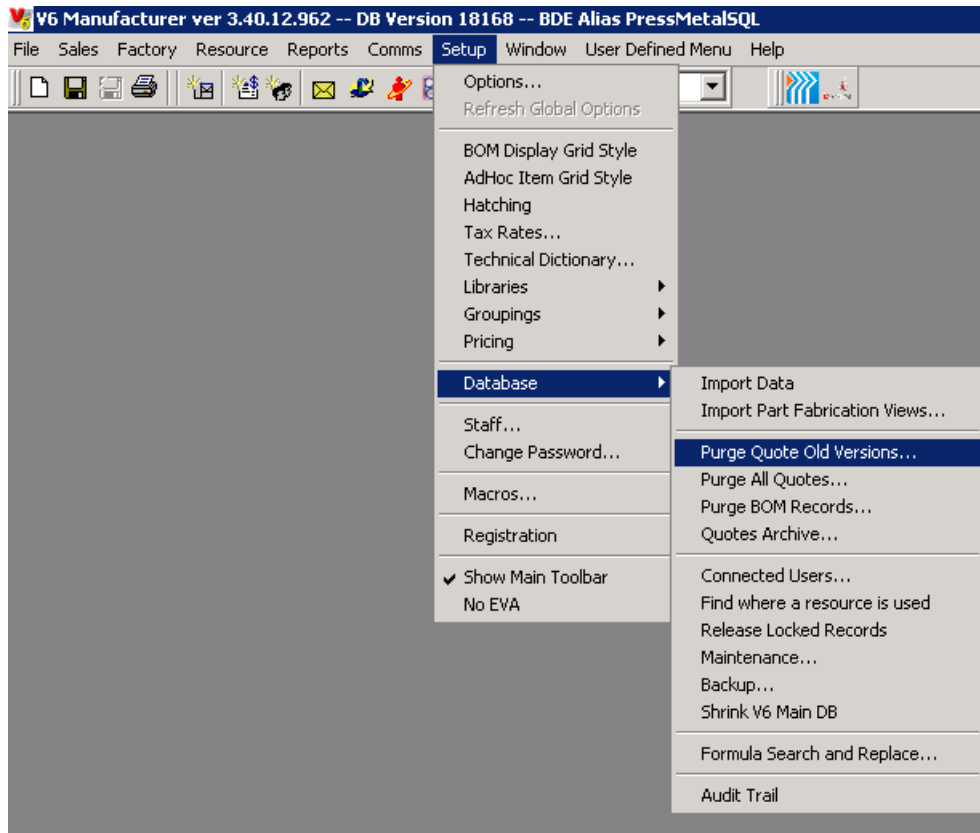 V6 Manufacturer ver 3.40.12.962 -- DB Version 18168 -- BDE Alias PressMetalSQL
File Sales Factory Resource Reports Comms Setup Window User Defined Menu Help
Options...
Refresh Global Options
BOM Display Grid Style
AdHoc Item Grid Style
Hatching
Tax Rates...
Technical Dictionary...
Libraries
Groupings
Pricing
Database
Staff...
Change Password...
Macros...
Registration
Show Main Toolbar
No EVA
Import Data
Import Part Fabrication Views...
Purge Quote Old Versions...
Purge All Quotes...
Purge BOM Records...
Quotes Archive...
Connected Users...
Find where a resource is used
Release Locked Records
Maintenance...
Backup...
Shrink V6 Main DB
Formula Search and Replace...
Audit Trail